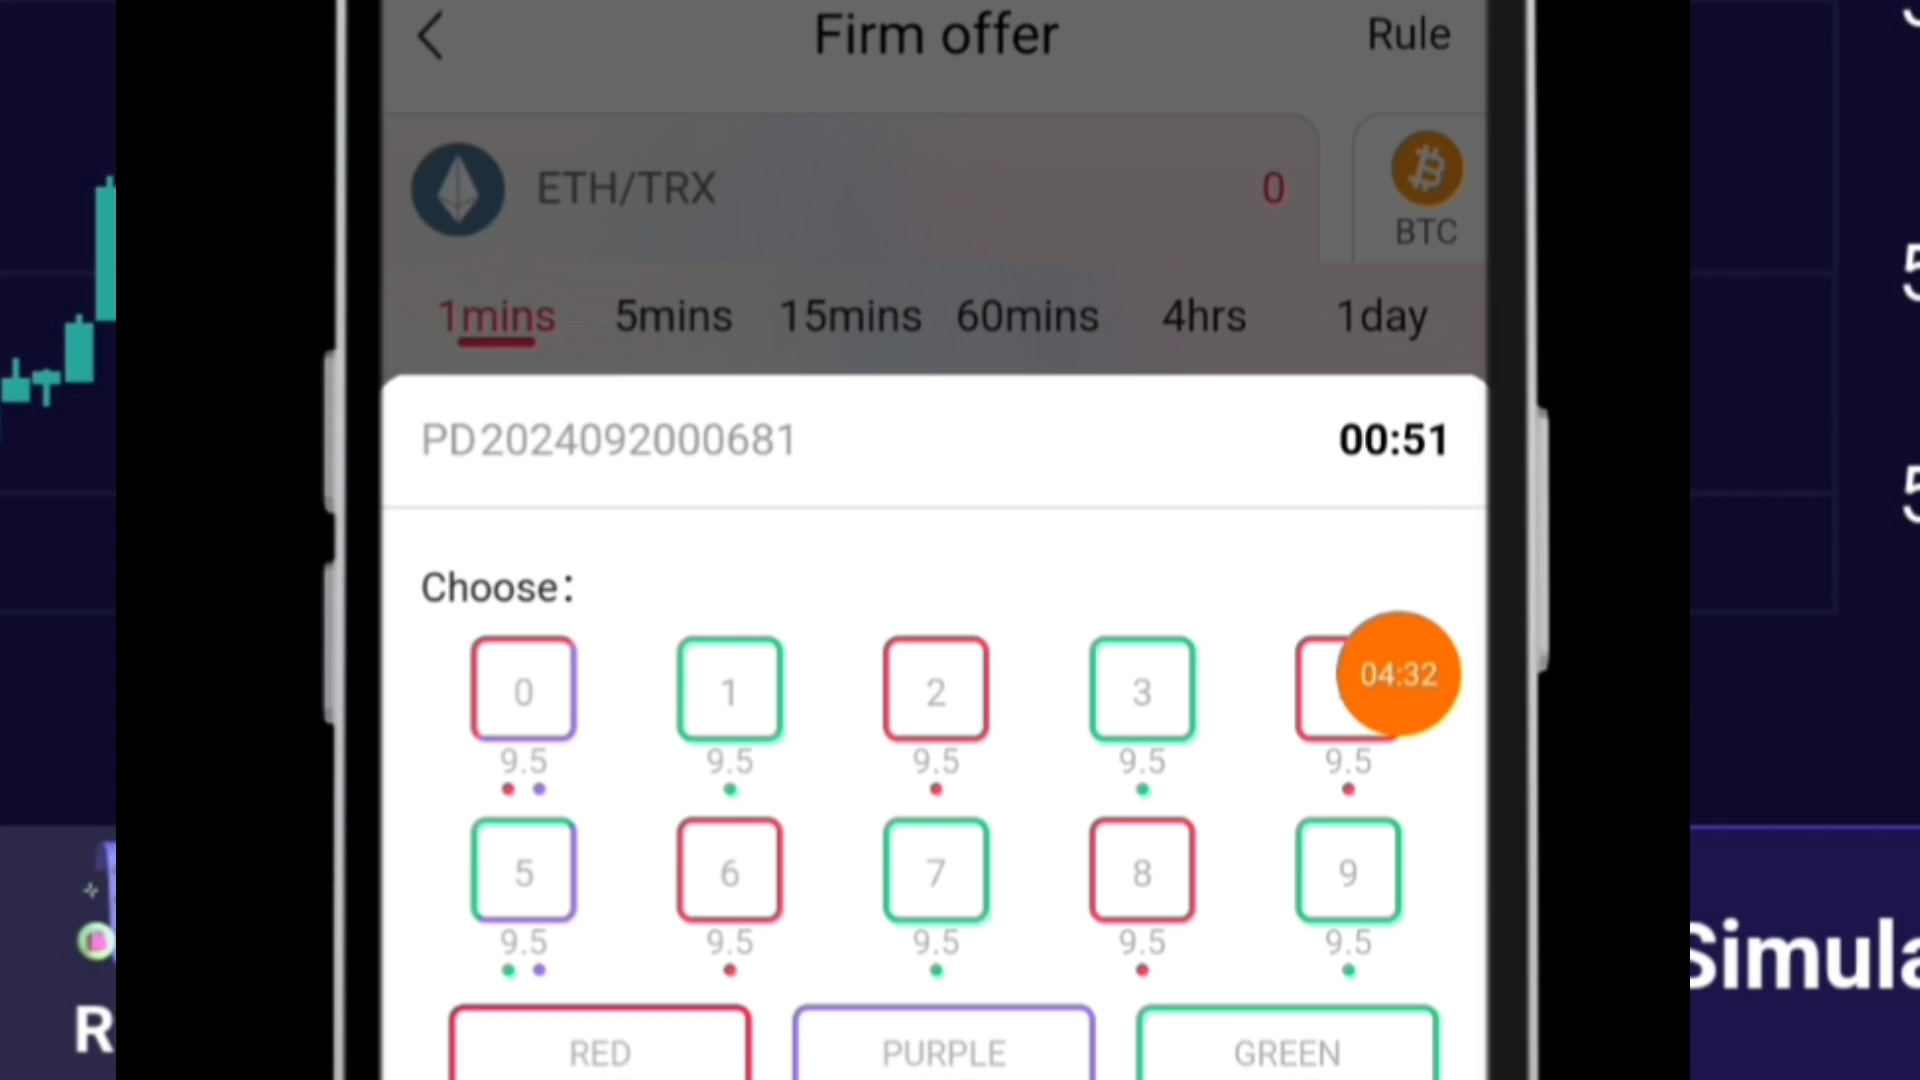 Firm offer
Rule
ETH/TRX
0
BTC
1mins
5mins
15mins
60mins
4hrs
1day
PD2024092000681
00:51
Choose:
0
1
2
3
04:32
9.5
9.5
9.5
9.5
9.5
5
6
7
8
9
9.5
9.5
9.5
9.5
9.5
RED
PURPLE
GREEN